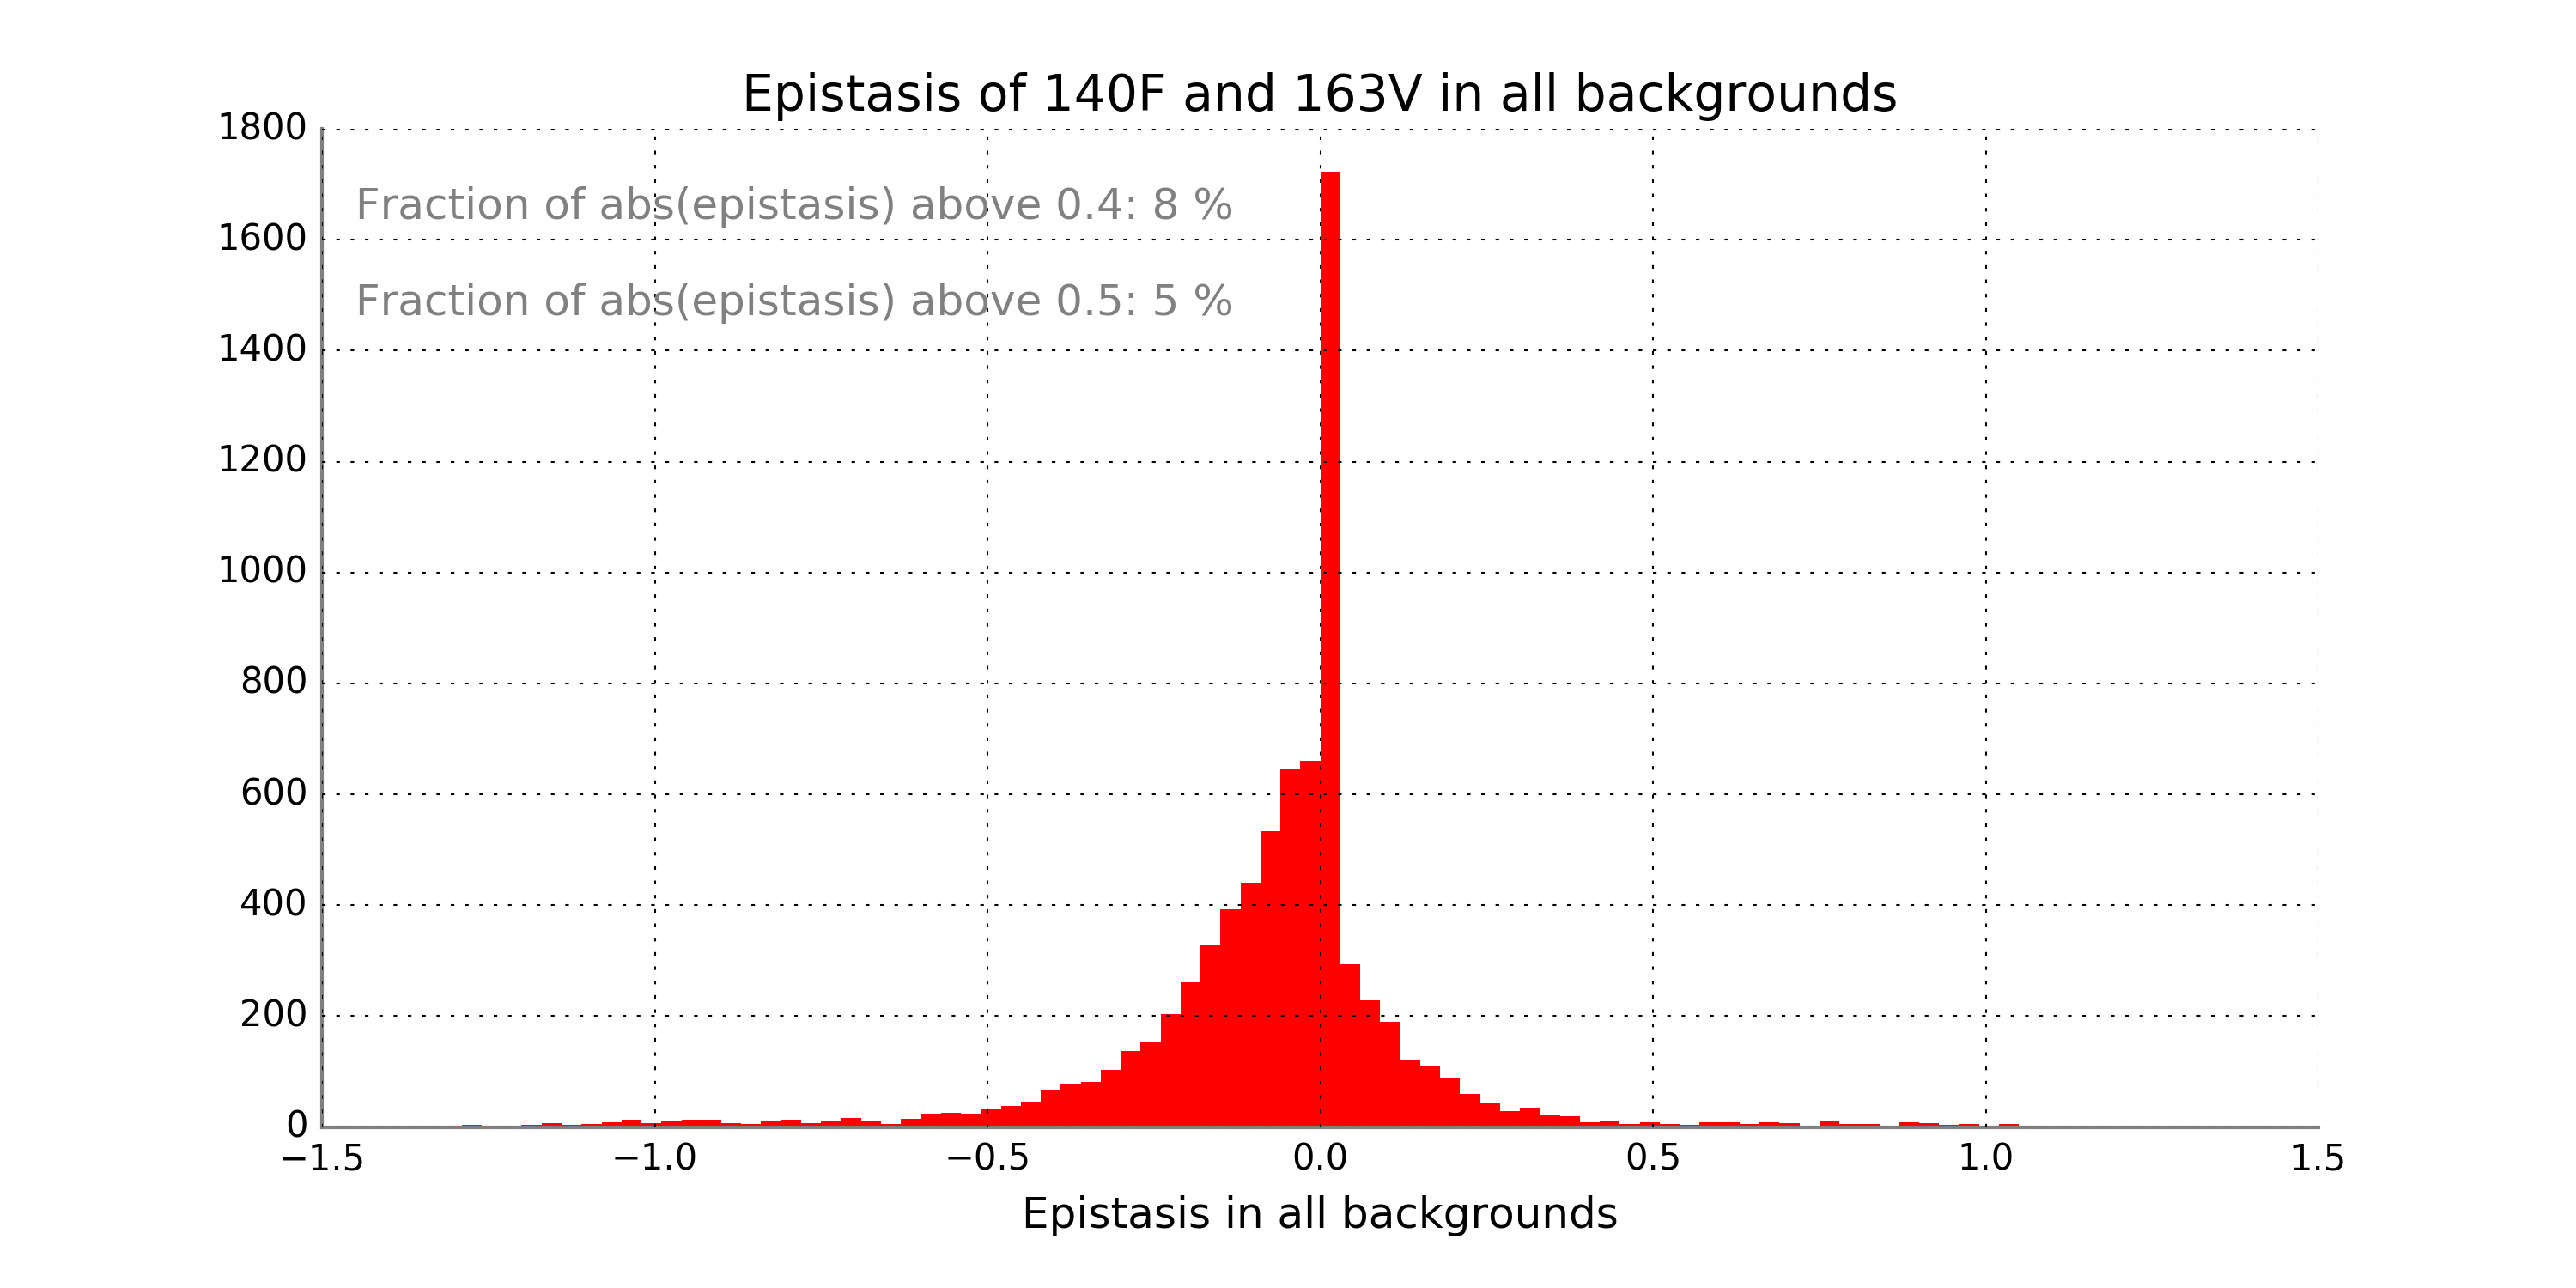 Epistasis of 140F and 163V in all backgrounds
1800
Fraction of abs(epistasis) above 0.4: 8 %
1600
Fraction of abs(epistasis) above 0.5: 5 %
1400
1200
1000
800
600
400
200
0
−1.5 −1.0 −0.5 0.0 0.5 1.0 1.5
Epistasis in all backgrounds